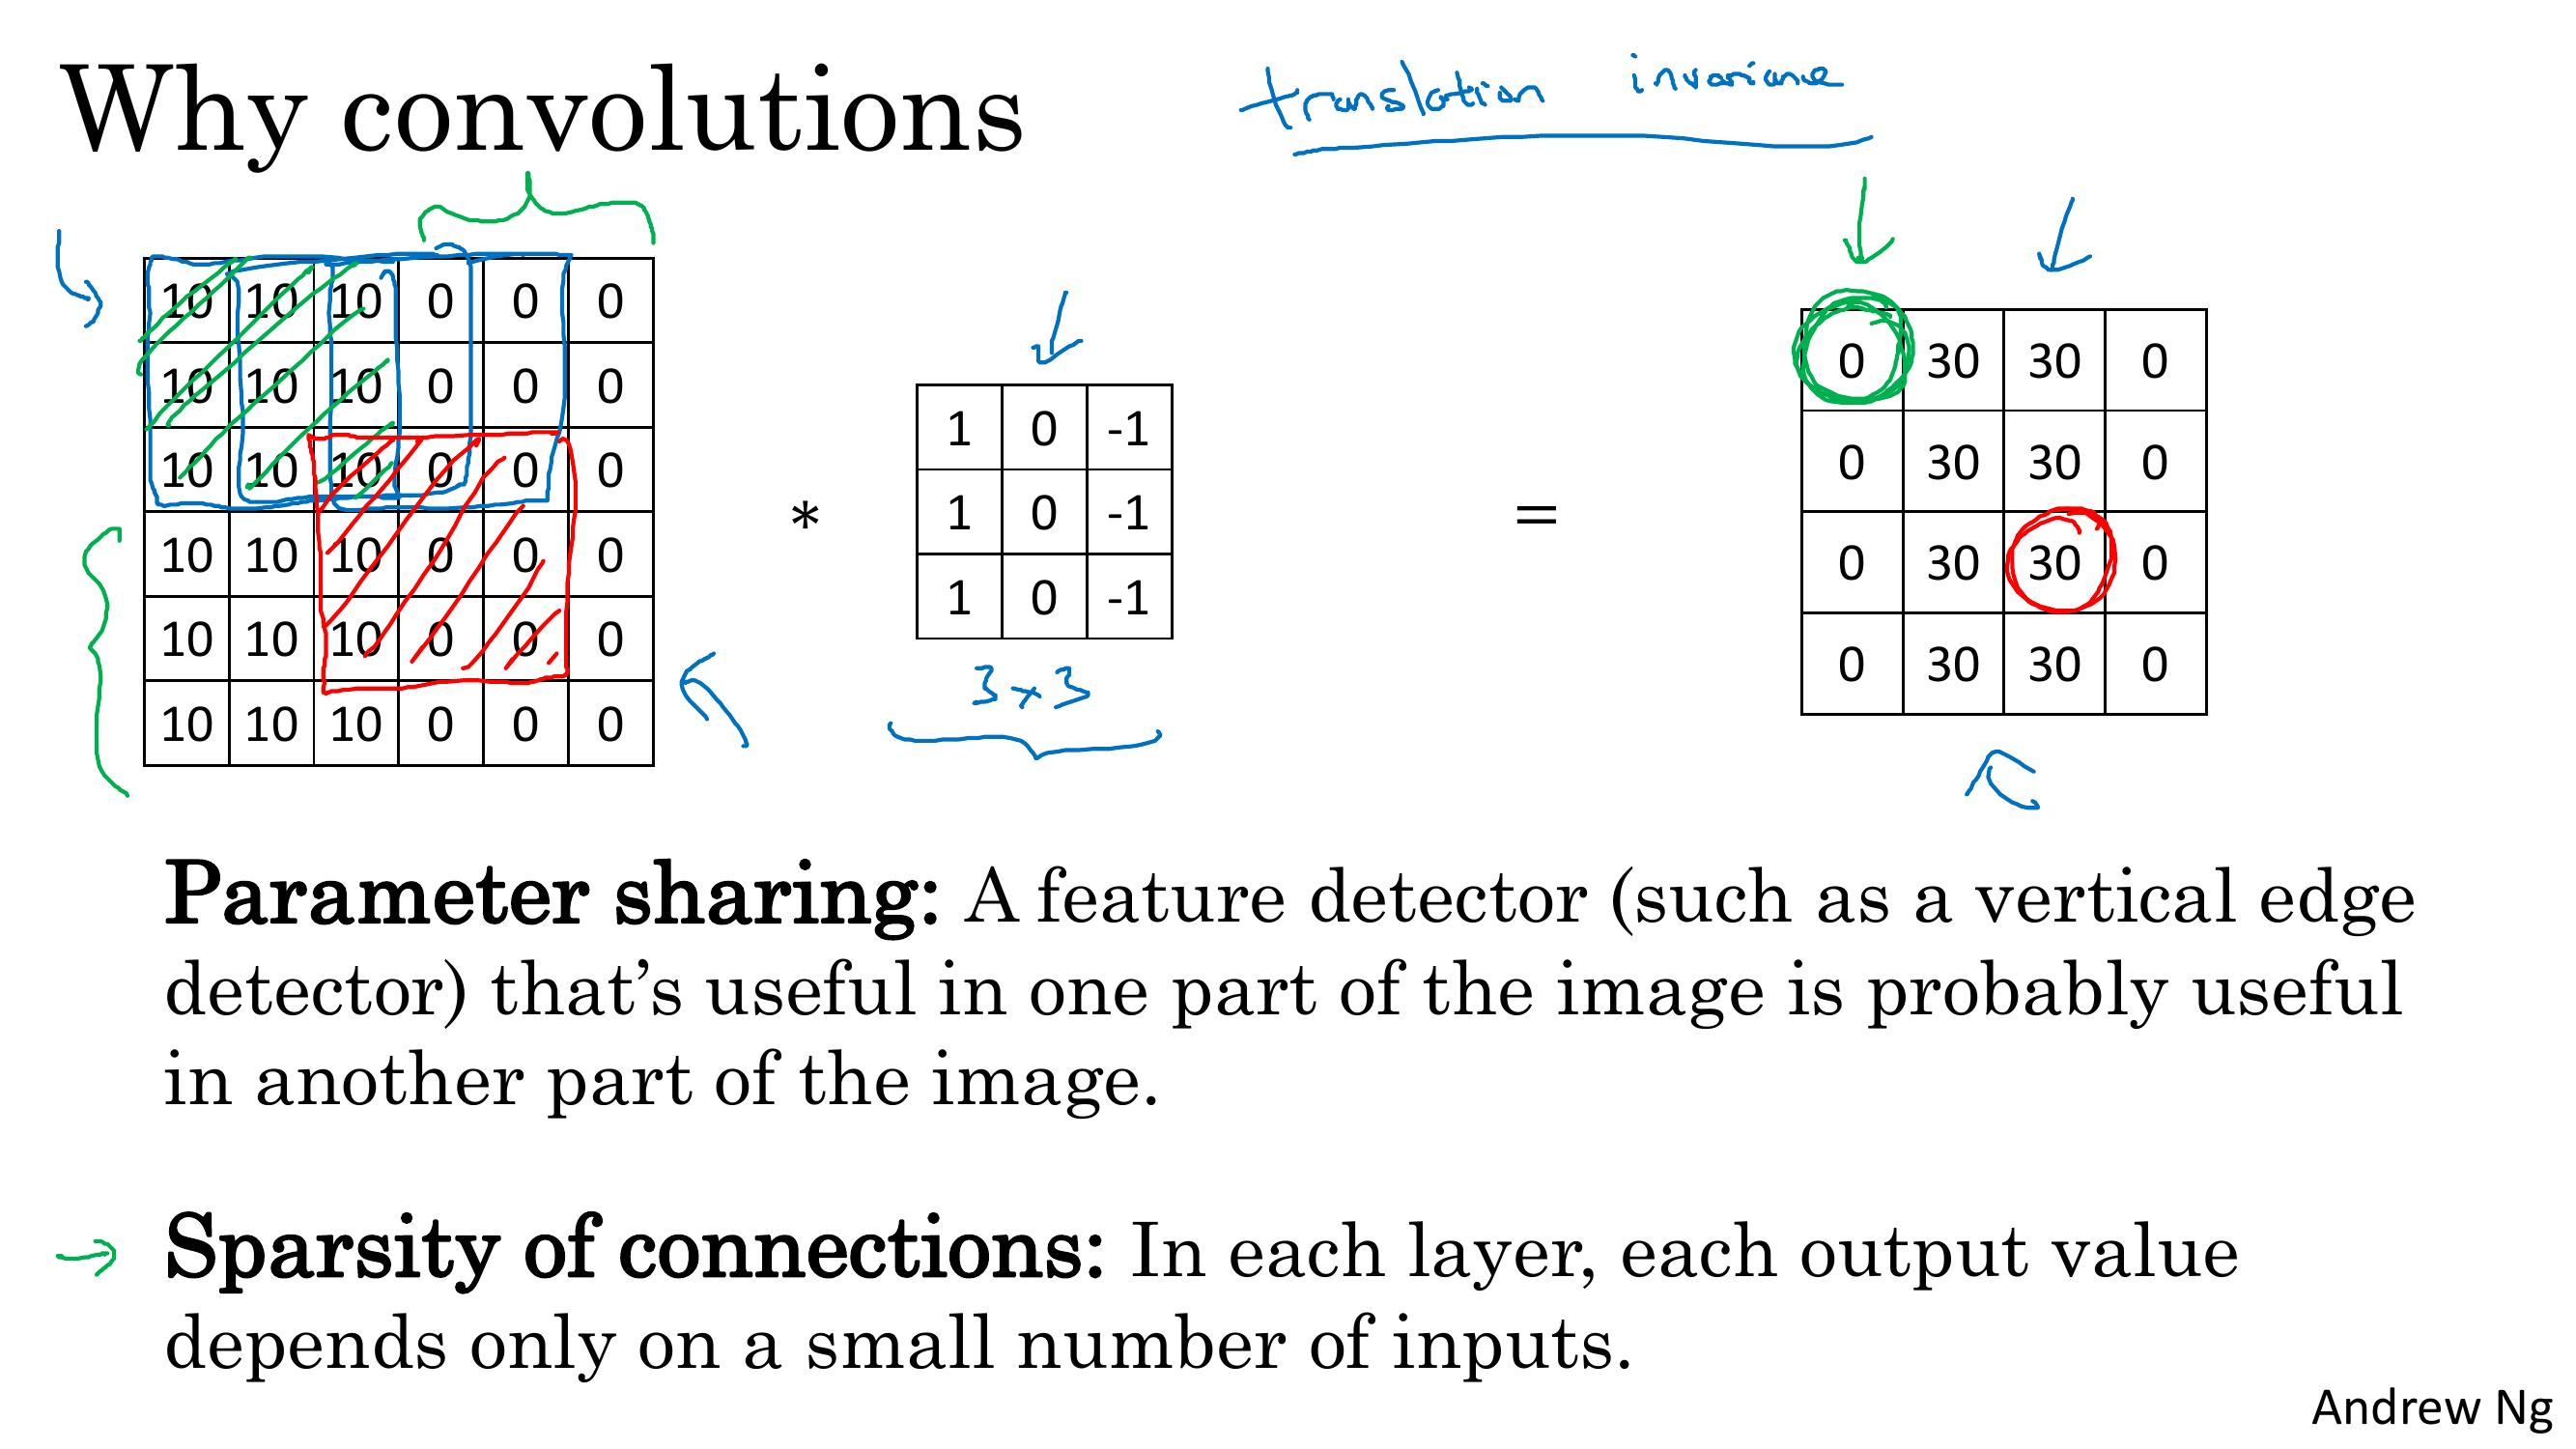 Why convolutions
translation invariance
10 10 10 0 0 0
10 10 10 0 0 0
10 10 10 0 0 0
10 10 10 0 0 0
10 10 10 0 0 0
10 10 10 0 0 0
*
1 0 -1
1 0 -1
1 0 -1
3x3
=
0 30 30 0
0 30 30 0
0 30 30 0
0 30 30 0
Parameter sharing: A feature detector (such as a vertical edge
detector) that’s useful in one part of the image is probably useful
in another part of the image.
Sparsity of connections: In each layer, each output value
depends only on a small number of inputs.
Andrew Ng